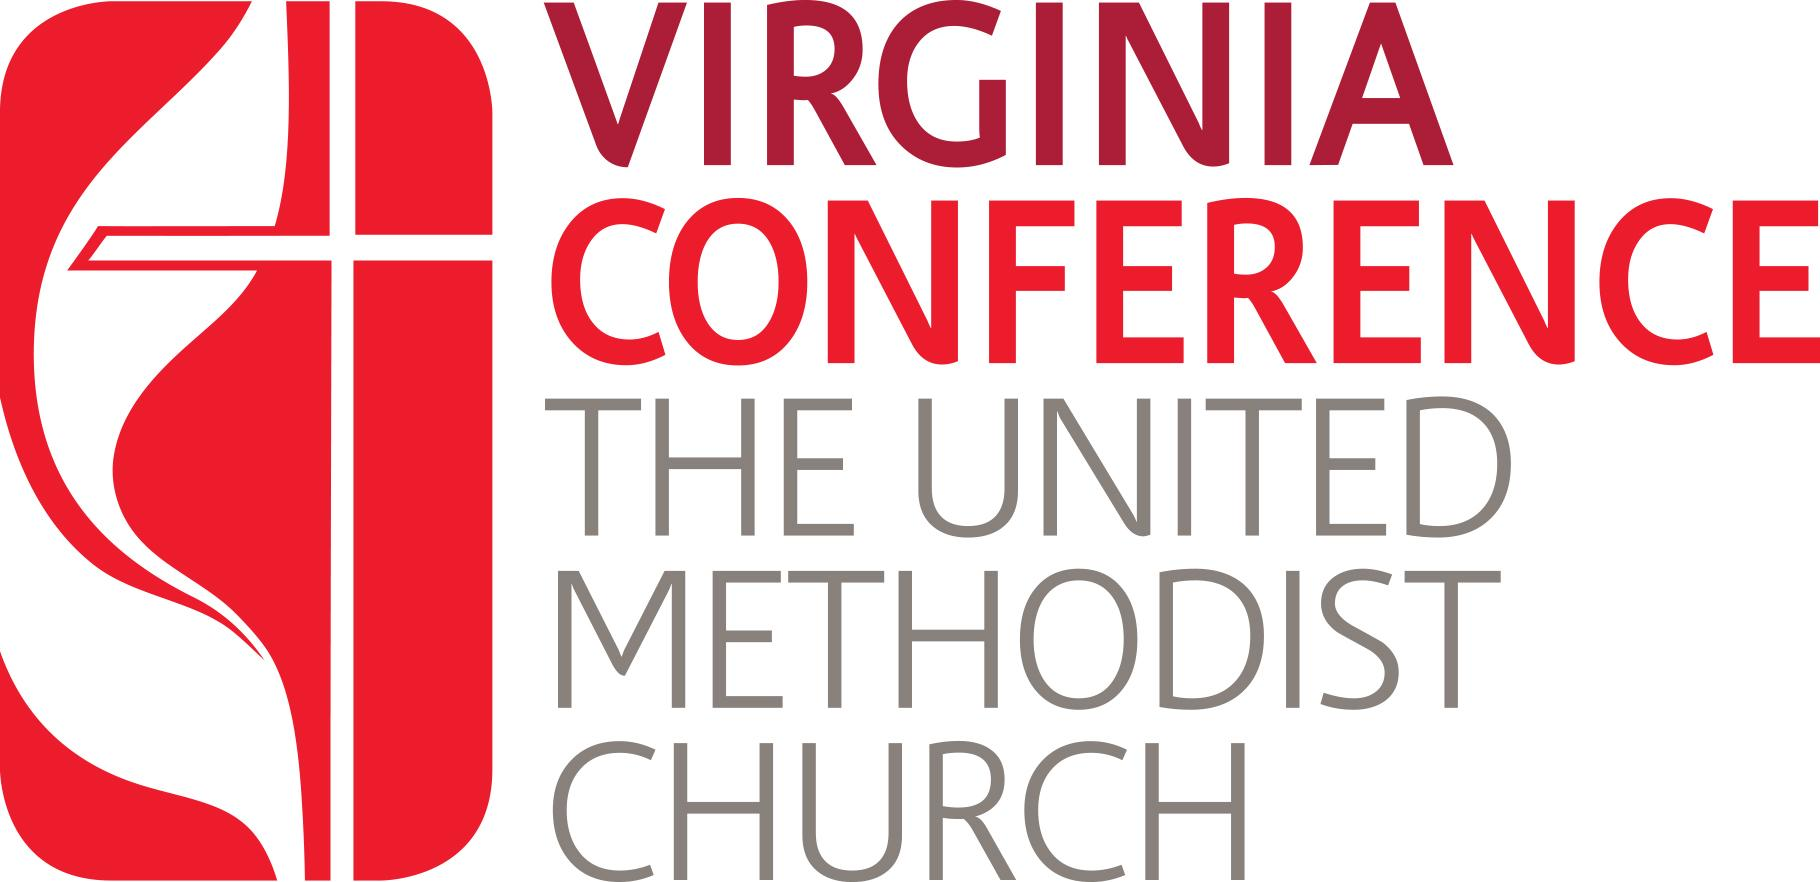 VIRGINIA
CONFERENCE
THE UNITED
METHODIST
CHURCH